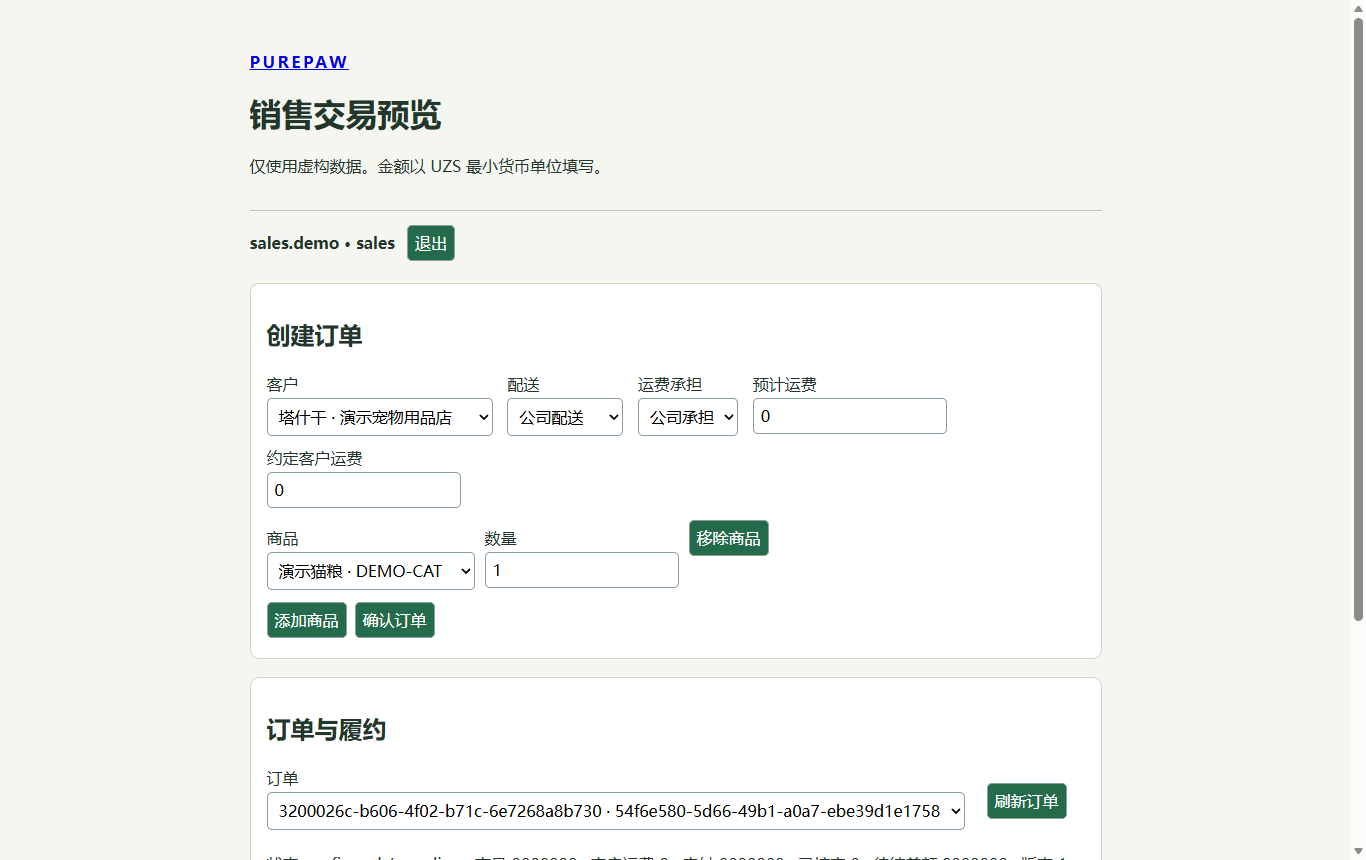 PUREPAW
销售交易预览
仅使用虚构数据。金额以 UZS 最小货币单位填写。
sales.demo • sales 退出
创建订单
客户 配送 运费承担 预计运费
塔什干 · 演示宠物用品店 公司配送 公司承担 0
约定客户运费
0
商品 数量 移除商品
演示猫粮 · DEMO-CAT 1
添加商品 确认订单
订单与履约
订单
3200026c-b606-4f02-b71c-6e7268a8b730 · 54f6e580-5d66-49b1-a0a7-ebe39d1e1758 刷新订单